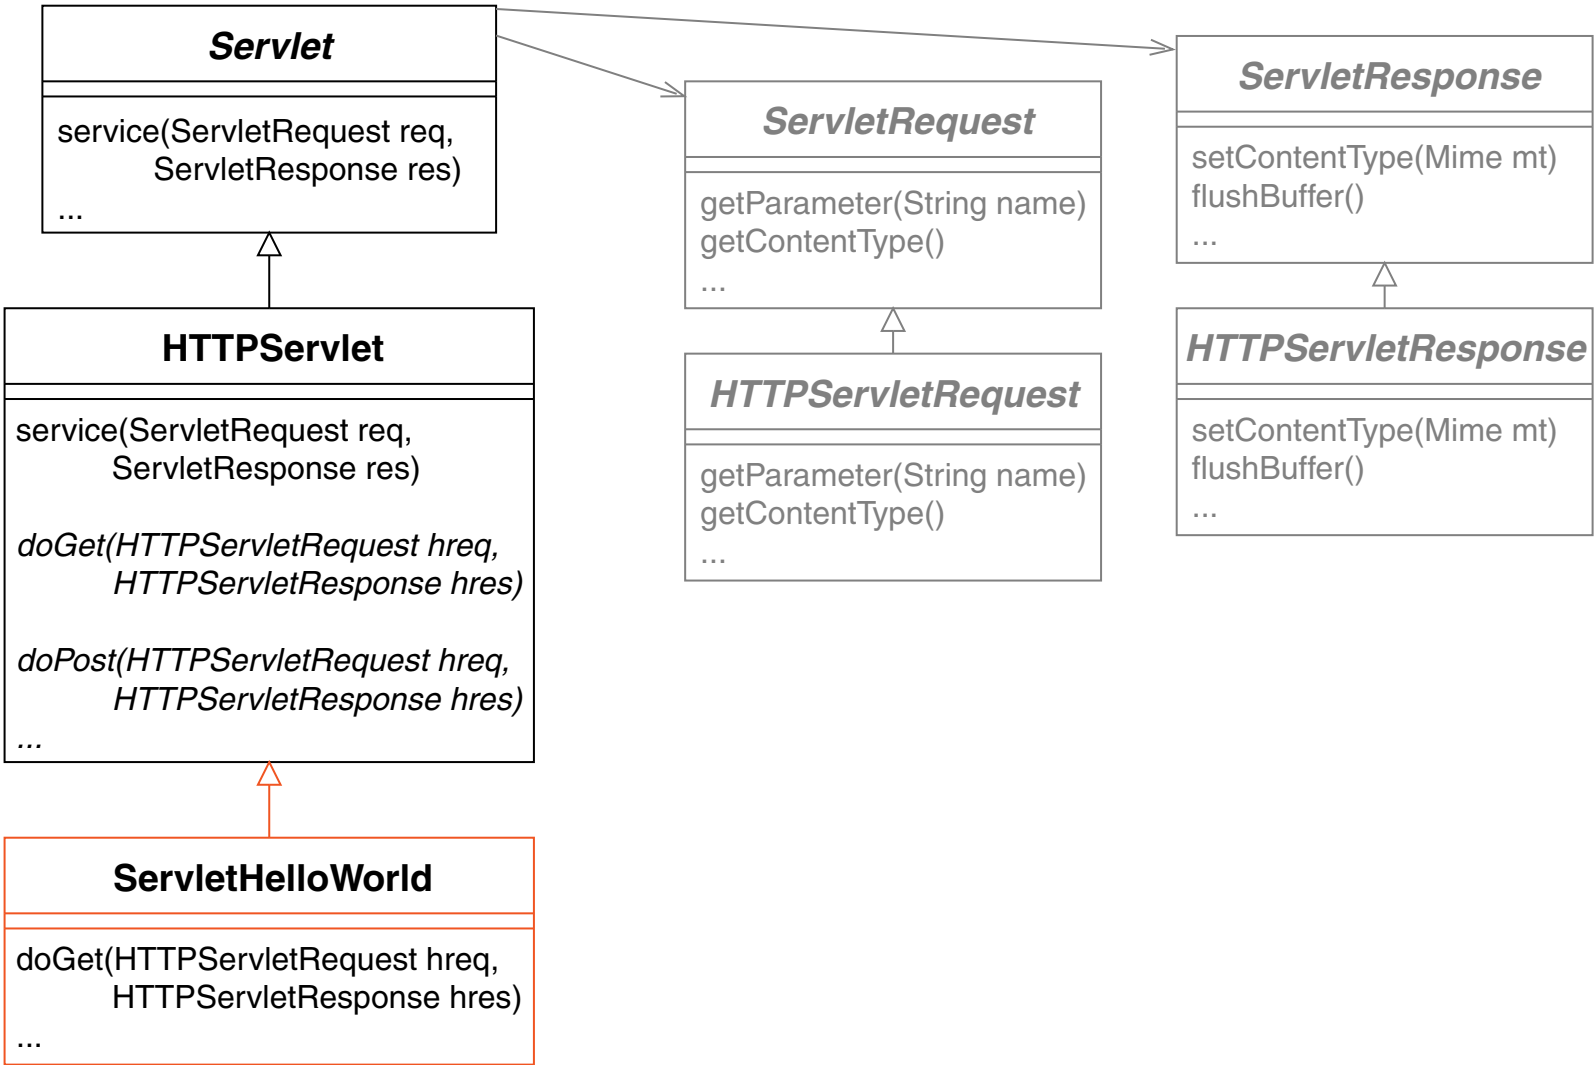 Servlet
service(ServletRequest req,
ServletResponse res)
...
HTTPServlet
service(ServletRequest req,
ServletResponse res)
doGet(HTTPServletRequest hreq,
HTTPServletResponse hres)
doPost(HTTPServletRequest hreq,
HTTPServletResponse hres)
...
ServletHelloWorld
doGet(HTTPServletRequest hreq,
HTTPServletResponse hres)
...
ServletRequest
getParameter(String name)
getContentType()
...
HTTPServletRequest
getParameter(String name)
getContentType()
...
ServletResponse
setContentType(Mime mt)
flushBuffer()
...
HTTPServletResponse
setContentType(Mime mt)
flushBuffer()
...